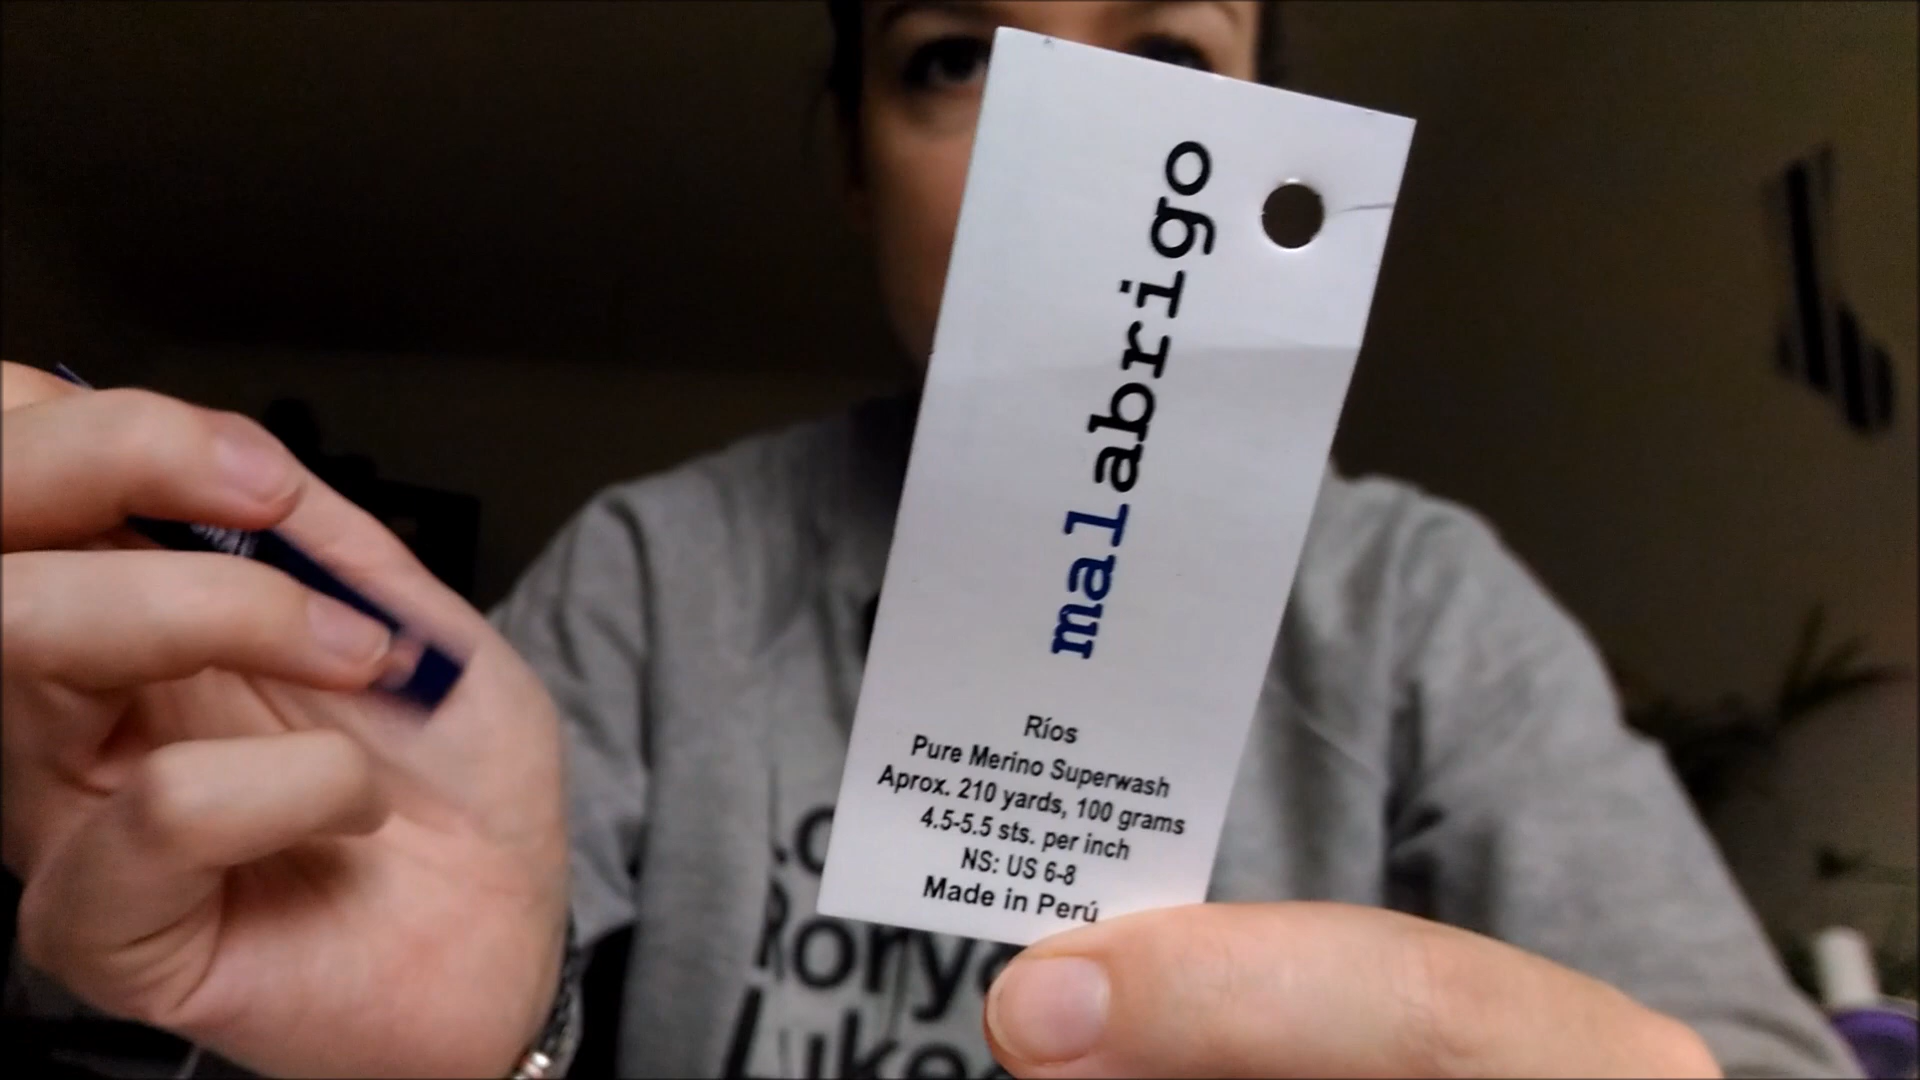 malabrigo
Ríos
Pure Merino Superwash
Aprox. 210 yards, 100 grams
4.5-5.5 sts. per inch
NS: US 6-8
Made in Perú
Luke